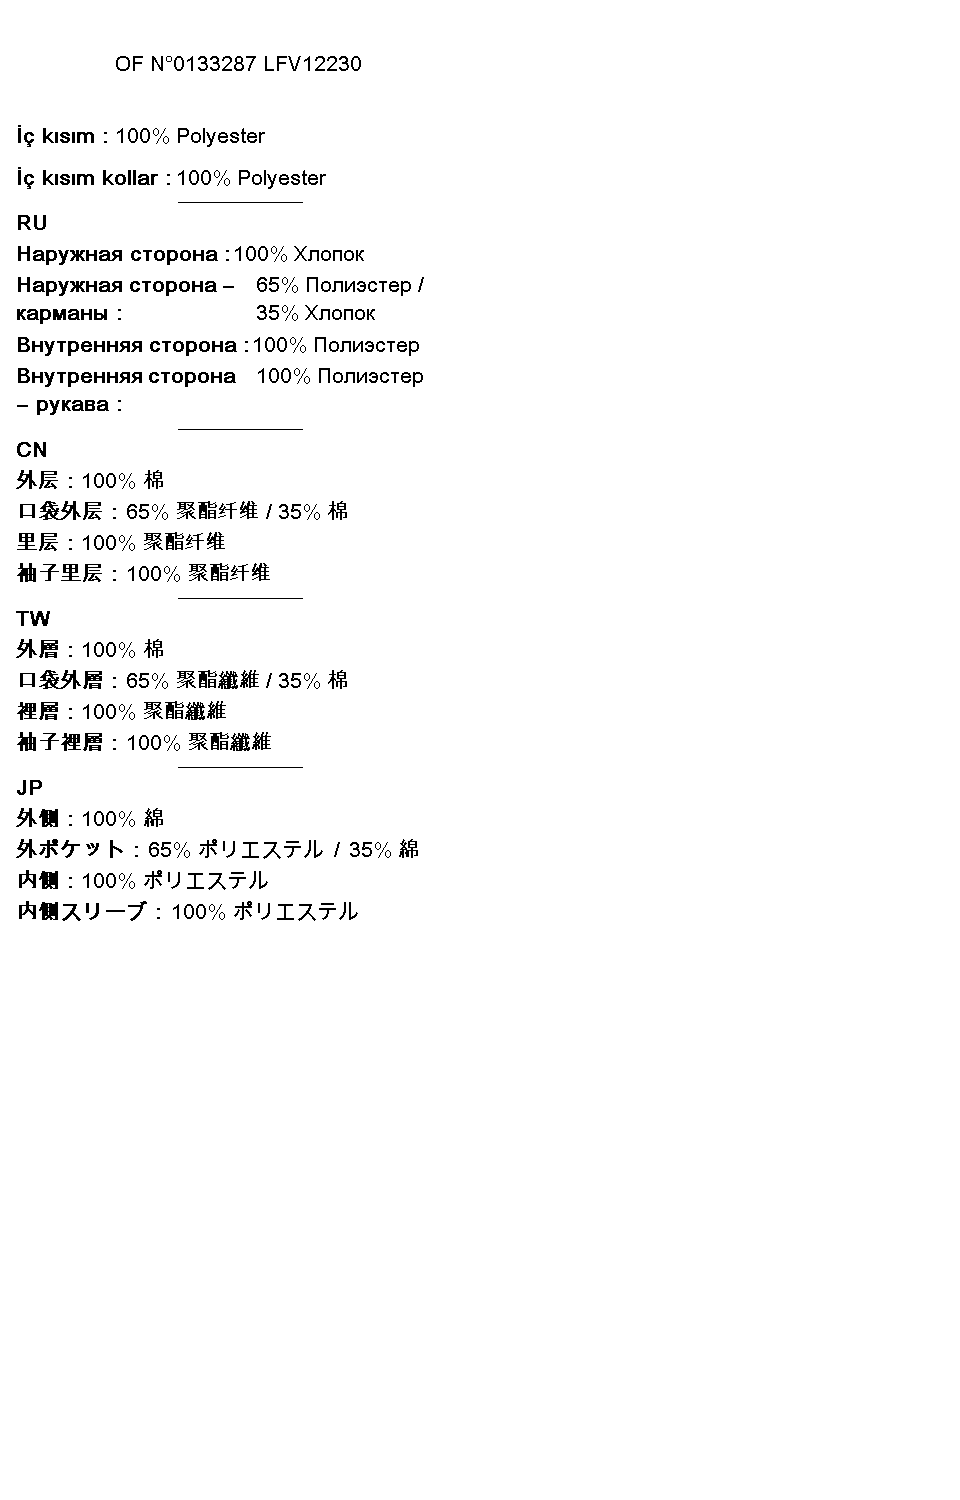 OF N°0133287 LFV12230
İç kısım : 100% Polyester
İç kısım kollar : 100% Polyester
RU
Наружная сторона : 100% Хлопок
Наружная сторона – 65% Полиэстер /
карманы : 35% Хлопок
Внутренняя сторона : 100% Полиэстер
Внутренняя сторона 100% Полиэстер
– рукава :
CN
外层 : 100% 棉
口袋外层 : 65% 聚酯纤维 / 35% 棉
里层 : 100% 聚酯纤维
袖子里层 : 100% 聚酯纤维
TW
外層 : 100% 棉
口袋外層 : 65% 聚酯纖維 / 35% 棉
裡層 : 100% 聚酯纖維
袖子裡層 : 100% 聚酯纖維
JP
外側 : 100% 綿
外ポケット : 65% ポリエステル / 35% 綿
内側 : 100% ポリエステル
内側スリーブ : 100% ポリエステル